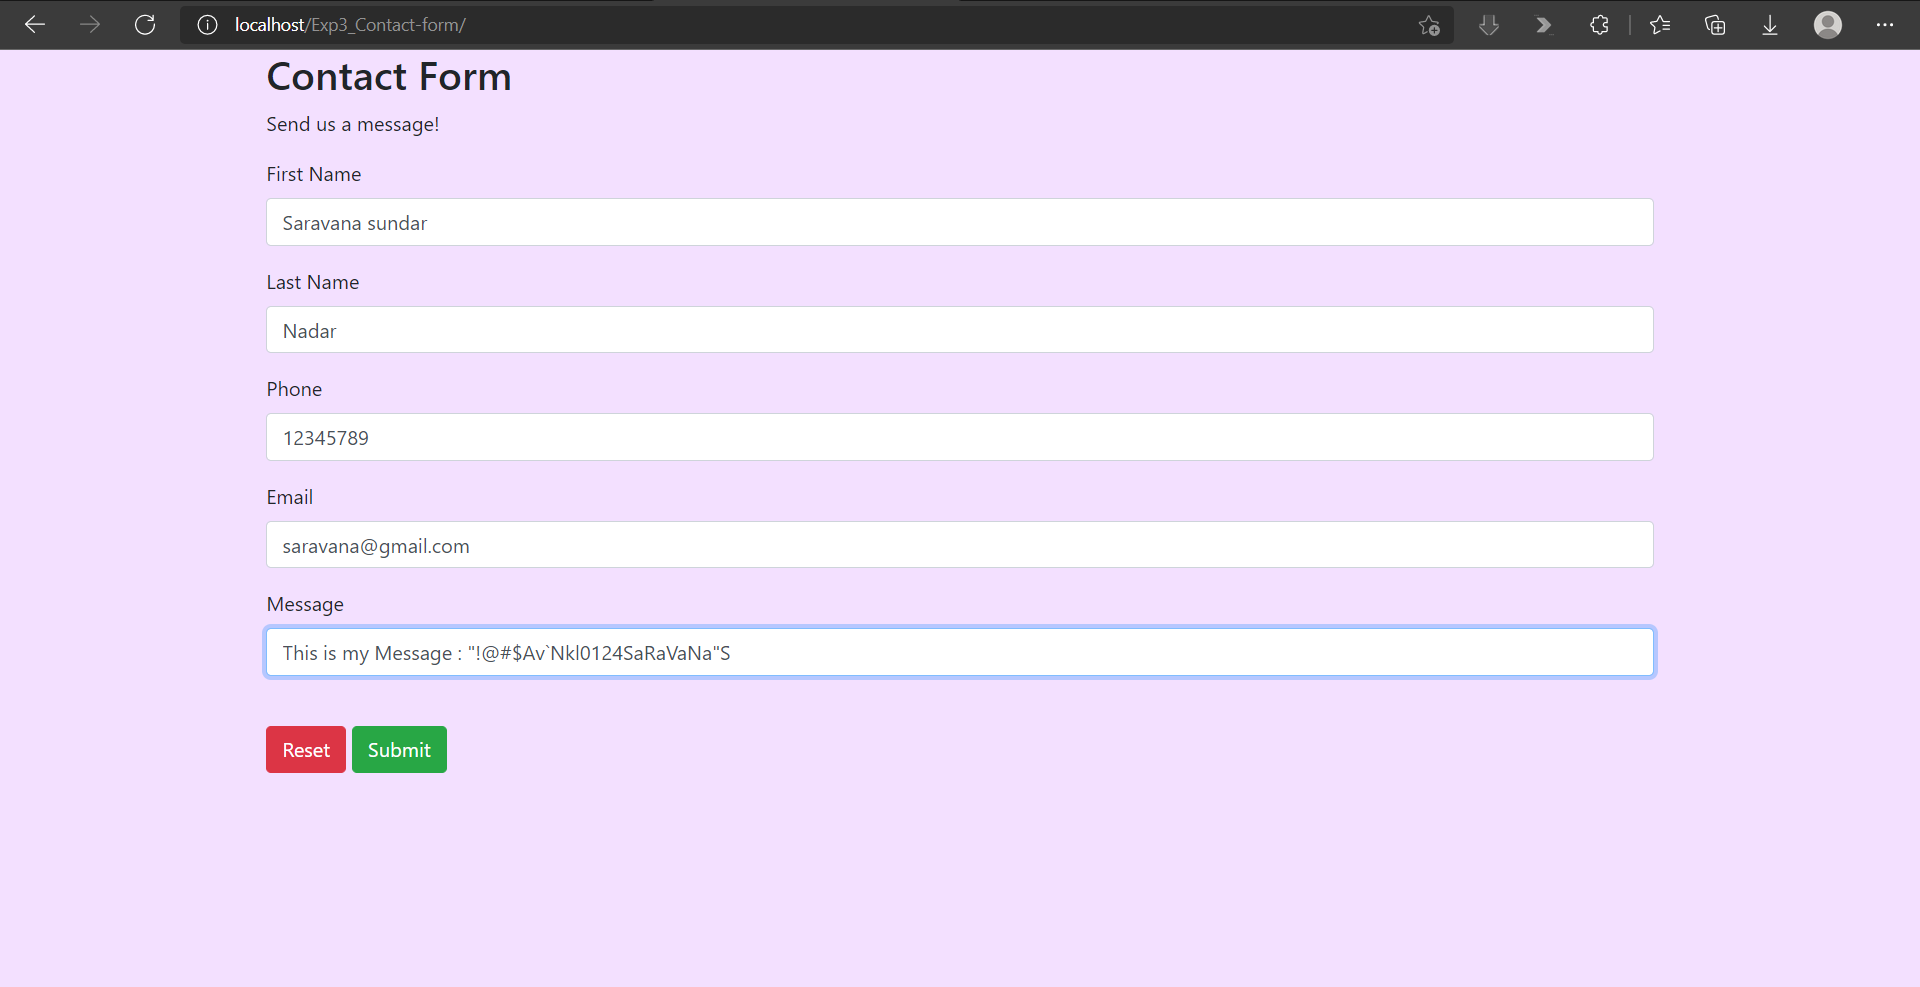 localhost/Exp3_Contact-form/
Contact Form
Send us a message!
First Name
Saravana sundar
Last Name
Nadar
Phone
12345789
Email
saravana@gmail.com
Message
This is my Message : "!@#$Av`Nkl0124SaRaVaNa"S
Reset Submit